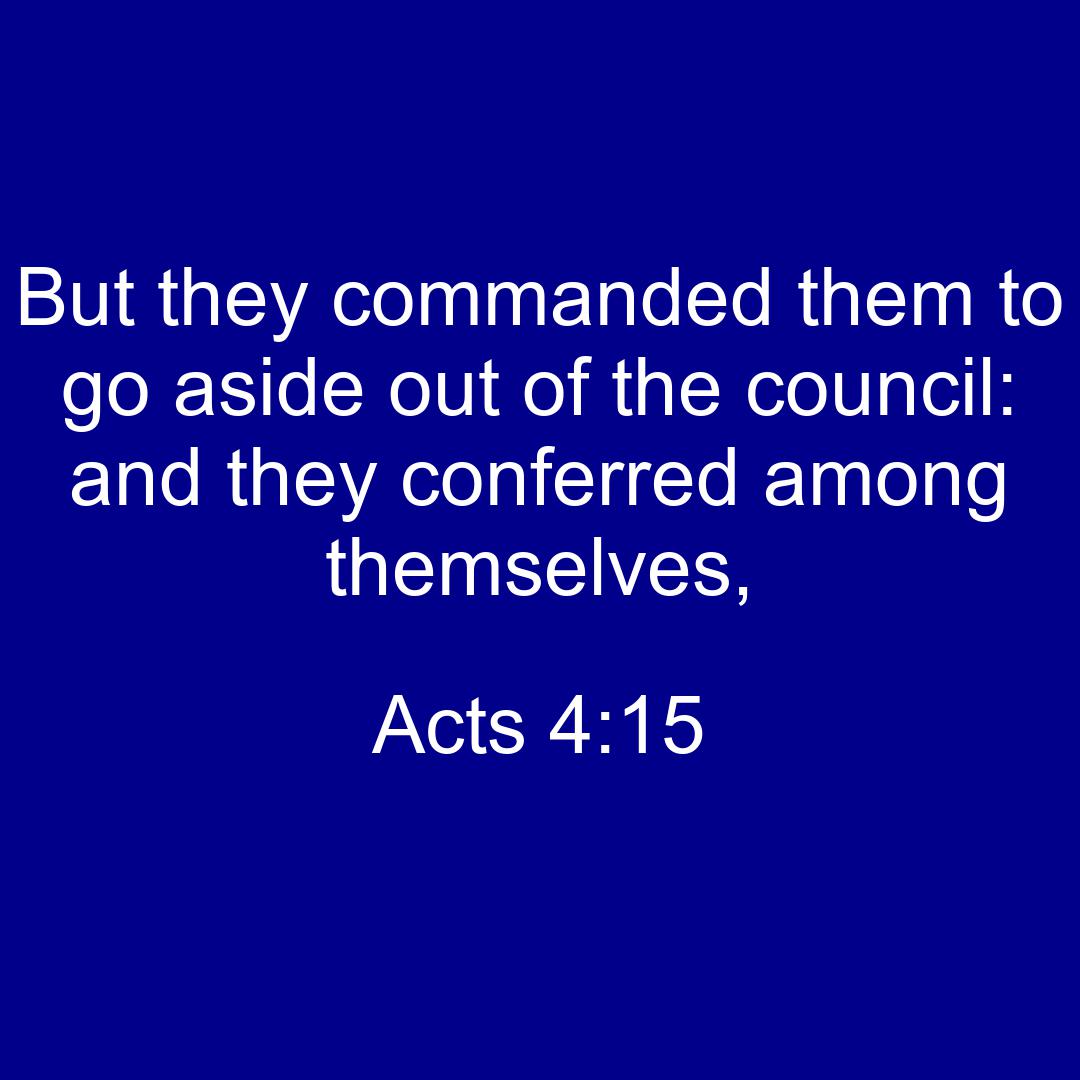 But they commanded them to
go aside out of the council:
and they conferred among
themselves,
Acts 4:15